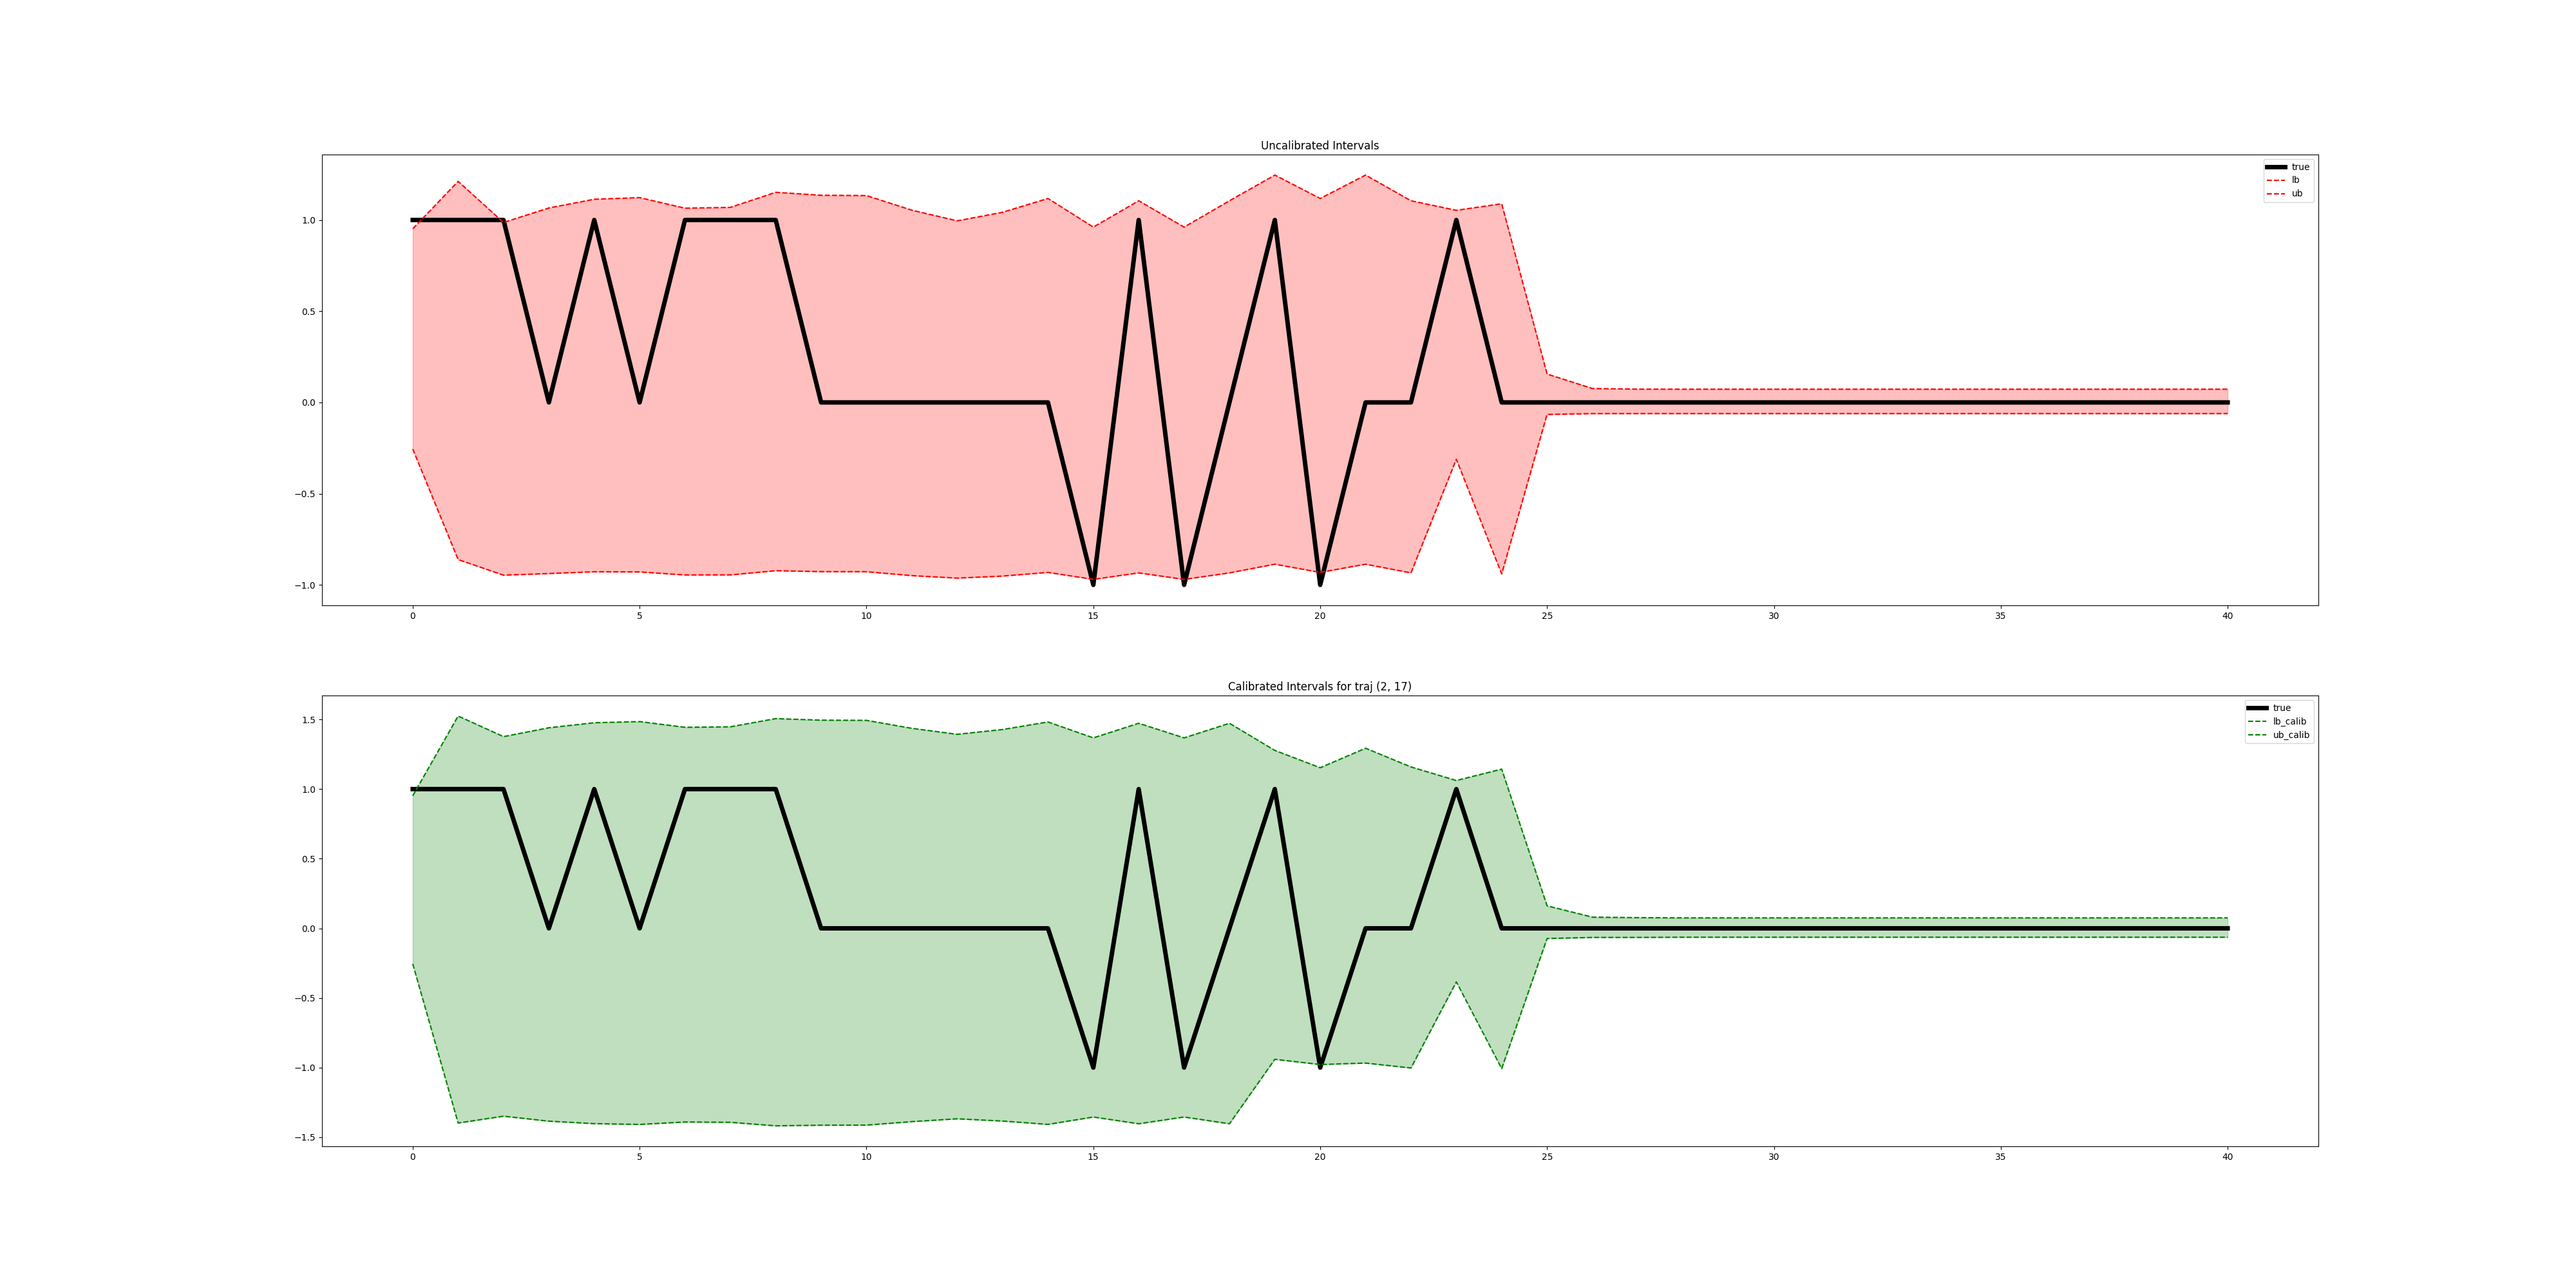 Uncalibrated Intervals
true
lb
ub
1.0
0.5
0.0
−0.5
−1.0
0 5 10 15 20 25 30 35 40
Calibrated Intervals for traj (2, 17)
true
lb_calib
ub_calib
1.5
1.0
0.5
0.0
−0.5
−1.0
−1.5
0 5 10 15 20 25 30 35 40